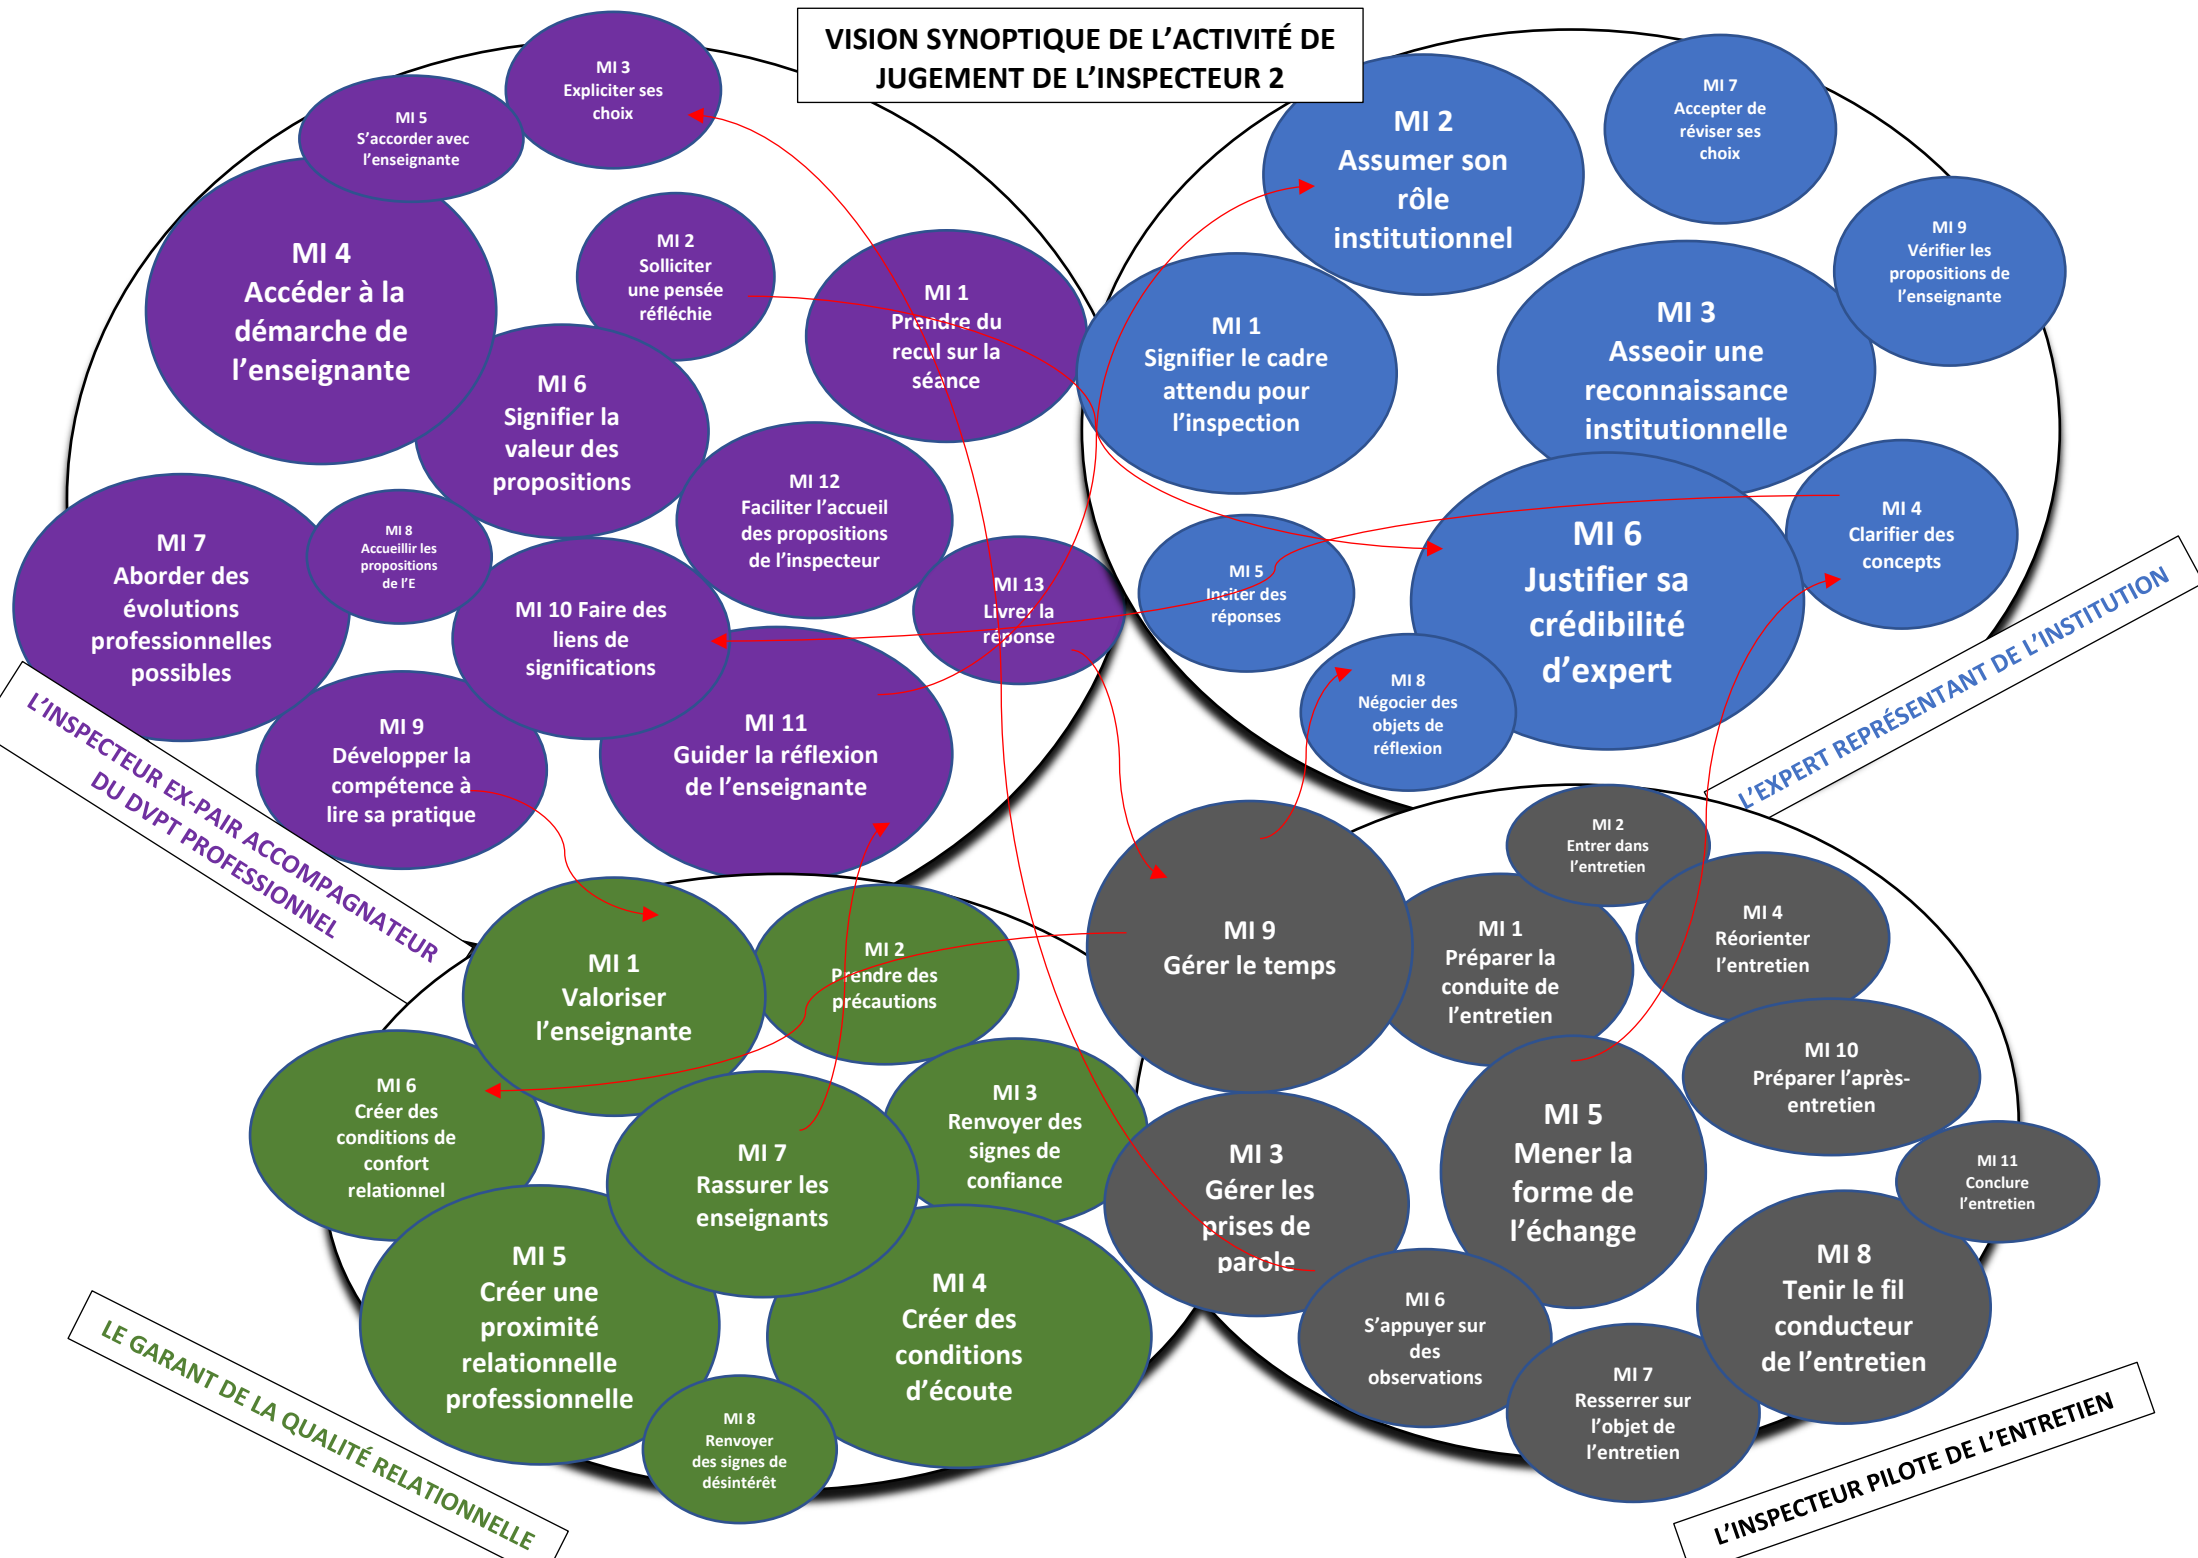 VISION SYNOPTIQUE DE L’ACTIVITÉ DE
JUGEMENT DE L’INSPECTEUR 2
MI 3
Expliciter ses
choix
MI 5
S’accorder avec
l’enseignante
MI 4
Accéder à la
démarche de
l’enseignante
MI 2
Solliciter
une pensée
réfléchie
MI 1
Prendre du
recul sur la
séance
MI 6
Signifier la
valeur des
propositions
MI 12
Faciliter l’accueil
des propositions
de l’inspecteur
MI 7
Aborder des
évolutions
professionnelles
possibles
MI 8
Accueillir les
propositions
de l’E
MI 10 Faire des
liens de
significations
MI 13
Livrer la
réponse
MI 9
Développer la
compétence à
lire sa pratique
MI 11
Guider la réflexion
de l’enseignante
L’INSPECTEUR EX-PAIR ACCOMPAGNATEUR
DU DVPT PROFESSIONNEL
MI 2
Assumer son
rôle
institutionnel
MI 7
Accepter de
réviser ses
choix
MI 9
Vérifier les
propositions de
l’enseignante
MI 1
Signifier le cadre
attendu pour
l’inspection
MI 3
Asseoir une
reconnaissance
institutionnelle
MI 4
Clarifier des
concepts
MI 6
Justifier sa
crédibilité
d’expert
MI 5
Inciter des
réponses
MI 8
Négocier des
objets de
réflexion
L’EXPERT REPRÉSENTANT DE L’INSTITUTION
MI 1
Valoriser
l’enseignante
MI 2
Prendre des
précautions
MI 6
Créer des
conditions de
confort
relationnel
MI 3
Renvoyer des
signes de
confiance
MI 7
Rassurer les
enseignants
MI 5
Créer une
proximité
relationnelle
professionnelle
MI 4
Créer des
conditions
d’écoute
MI 8
Renvoyer
des signes de
désintérêt
LE GARANT DE LA QUALITÉ RELATIONNELLE
MI 2
Entrer dans
l’entretien
MI 9
Gérer le temps
MI 1
Préparer la
conduite de
l’entretien
MI 4
Réorienter
l’entretien
MI 10
Préparer l’après-
entretien
MI 3
Gérer les
prises de
parole
MI 5
Mener la
forme de
l’échange
MI 11
Conclure
l’entretien
MI 8
Tenir le fil
conducteur
de l’entretien
MI 6
S’appuyer sur
des
observations
MI 7
Resserrer sur
l’objet de
l’entretien
L’INSPECTEUR PILOTE DE L’ENTRETIEN